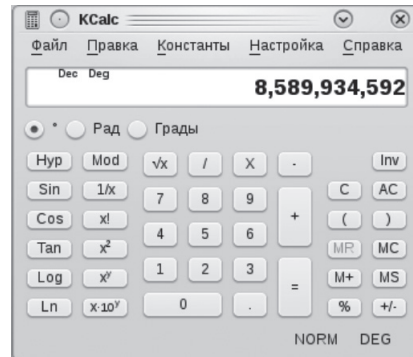 KCalc
Файл Правка Константы Настройка Справка
Dec Deg
8,589,934,592
° Рад Грады
Hyp Mod √x / X - Inv
Sin 1/x 7 8 9 + C AC
Cos x! 4 5 6 ( )
Tan x² 1 2 3 = MR MC
Log xʸ 0 . M+ MS
Ln x·10ʸ % +/-
NORM DEG